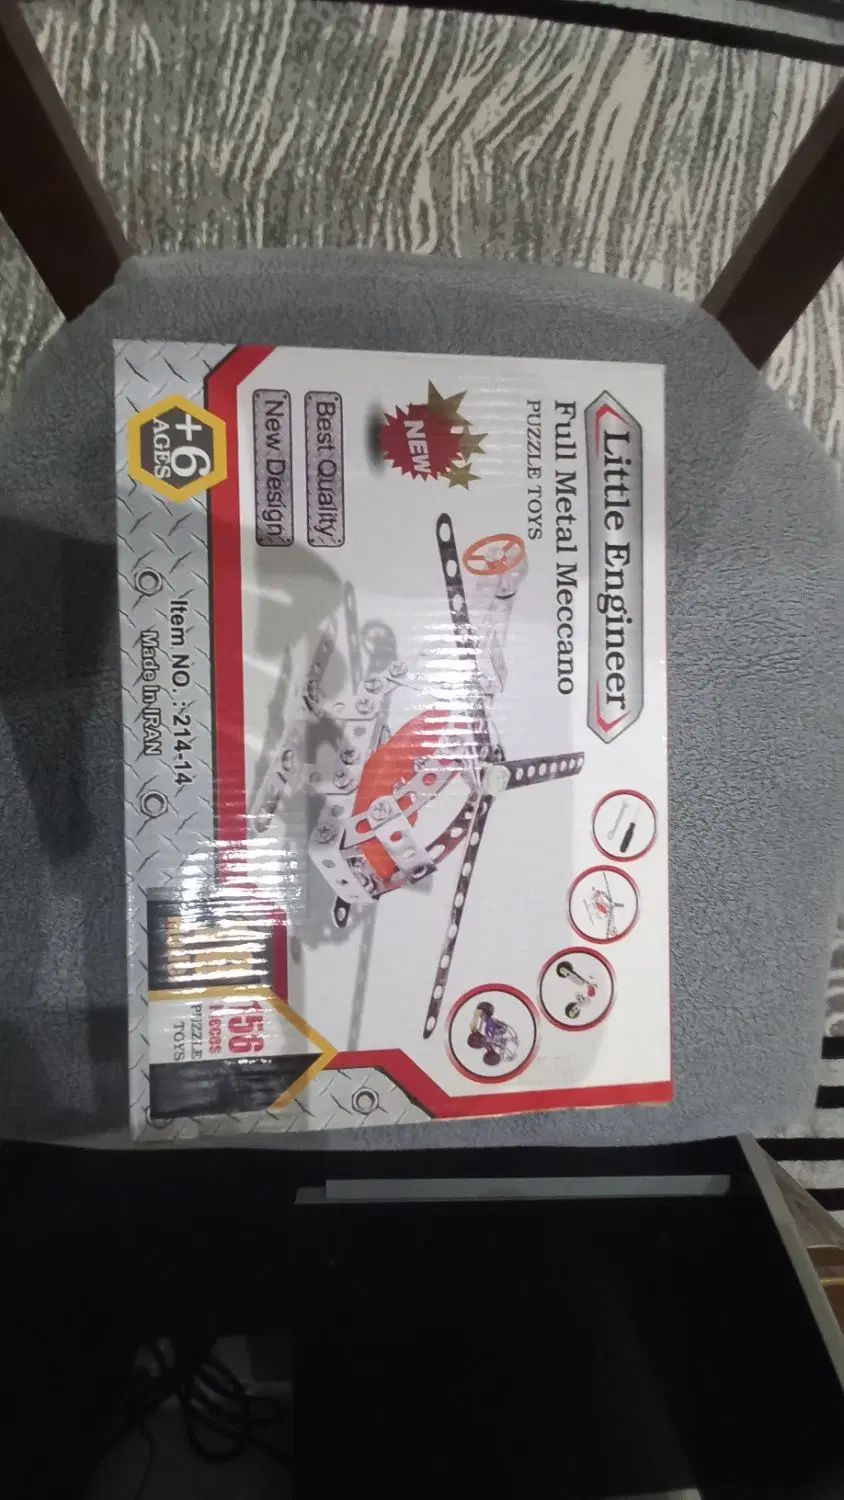 Little Engineer
Full Metal Meccano
PUZZLE TOYS
NEW
Best Quality
New Design
+6
AGES
Item NO. : 214-14
Made In IRAN
156
Pieces
PUZZLE
TOYS